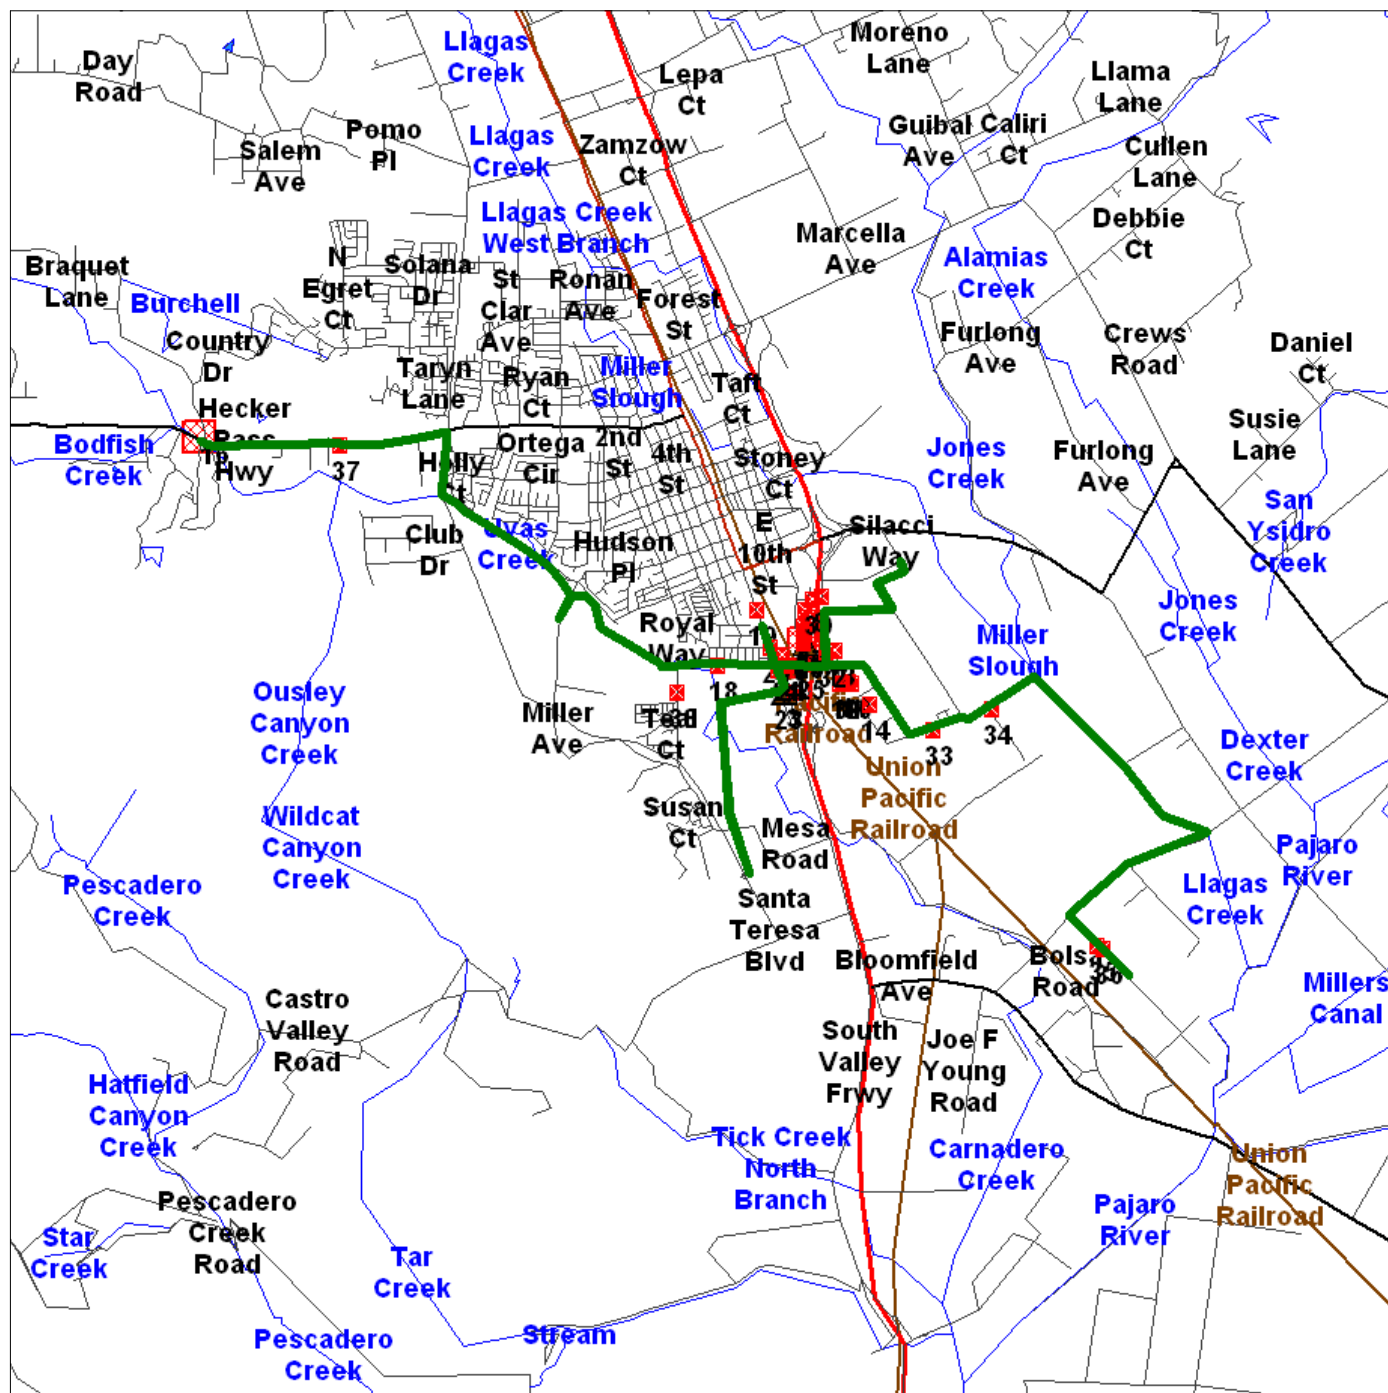 Day
Road
Llagas
Creek
Lepa
Ct
Moreno
Lane
Llama
Lane
Salem
Ave
Pomo
Pl
Llagas
Creek
Zamzow
Ct
Guibal
Ave
Caliri
Ct
Cullen
Lane
Debbie
Ct
Llagas Creek
West Branch
Marcella
Ave
Alamias
Creek
Braquet
Lane
Burchell
N
Egret
Ct
Solana
Dr
St
Clar
Ave
Ronan
Ave
Forest
St
Country
Dr
Taryn
Lane
Ryan
Ct
Miller
Slough
Taft
Ct
Furlong
Ave
Crews
Road
Daniel
Ct
Hecker
Pass
Hwy
Bodfish
Creek
37
Holly
Ct
Ortega
Cir
2nd
St
4th
St
Stoney
Ct
Jones
Creek
Furlong
Ave
Susie
Lane
San
Ysidro
Creek
Club
Dr
Uvas
Creek
Hudson
Pl
E
10th
St
Silacci
Way
Jones
Creek
Royal
Way
19
18
Miller
Slough
Ousley
Canyon
Creek
Miller
Ave
Teal
Ct
23
14
33
34
Pacific
Railroad
Union
Pacific
Railroad
Dexter
Creek
Wildcat
Canyon
Creek
Susan
Ct
Mesa
Road
Pajaro
River
Pescadero
Creek
Santa
Teresa
Blvd
Llagas
Creek
Bloomfield
Ave
Bolsa
Road
Millers
Canal
Castro
Valley
Road
South
Valley
Frwy
Joe F
Young
Road
Hatfield
Canyon
Creek
Tick Creek
North
Branch
Carnadero
Creek
Union
Pacific
Railroad
Pescadero
Creek
Road
Pajaro
River
Star
Creek
Tar
Creek
Stream
Pescadero
Creek